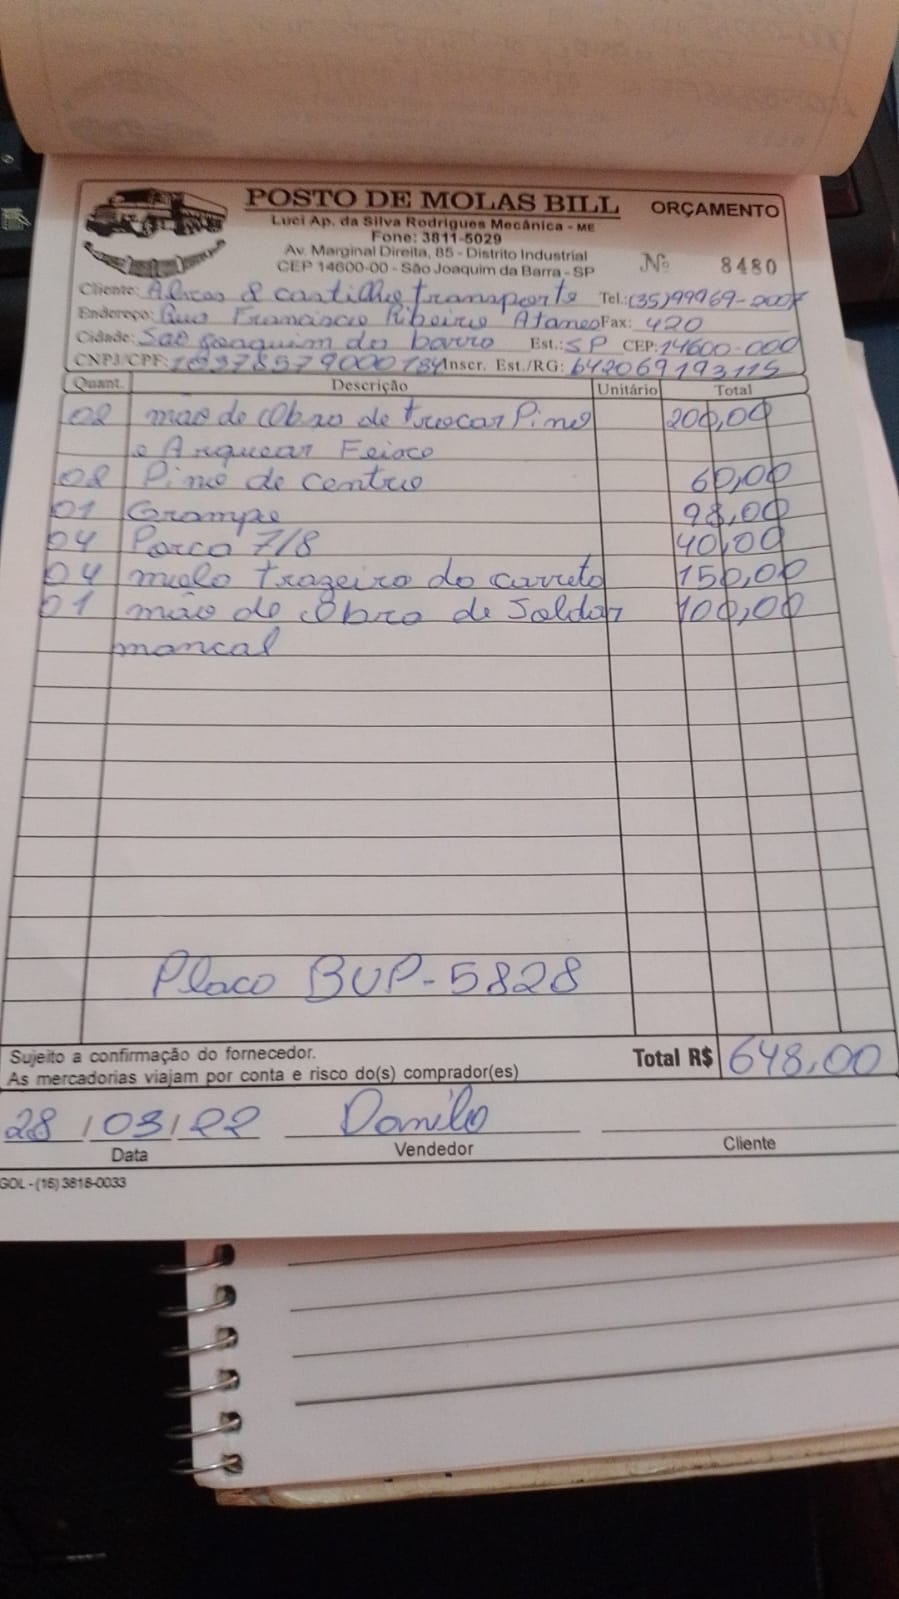 POSTO DE MOLAS BILL ORÇAMENTO
Luci Ap. da Silva Rodrigues Mecânica - ME
Fone: 3811-5029
Av. Marginal Direita, 85 - Distrito Industrial
CEP 14600-00 - São Joaquim da Barra - SP Nº 8480
Cliente: & castilho transporte Tel.:(35)99969-2007
Endereço: Rua Francisco Ribeiro Fax: 420
Cidade: São Joaquim da barra Est.: SP CEP: 14600-000
CNPJ/CPF: Inscr. Est./RG: 642069193115
Quant. Descrição Unitário Total
02 mão de Obra de trocar Pino 200,00
e Arquear Feixe
02 Pino de centro 60,00
01 Grampo 98,00
04 Porca 7/8 40,00
04 trazeiro da carreta 150,00
01 mão de Obra de Soldar 100,00
mancal
Placa BUP-5828
Sujeito a confirmação do fornecedor.
As mercadorias viajam por conta e risco do(s) comprador(es)
Total R$ 648,00
28/03/22 Danilo
Data Vendedor Cliente
GOL - (16) 3818-0033